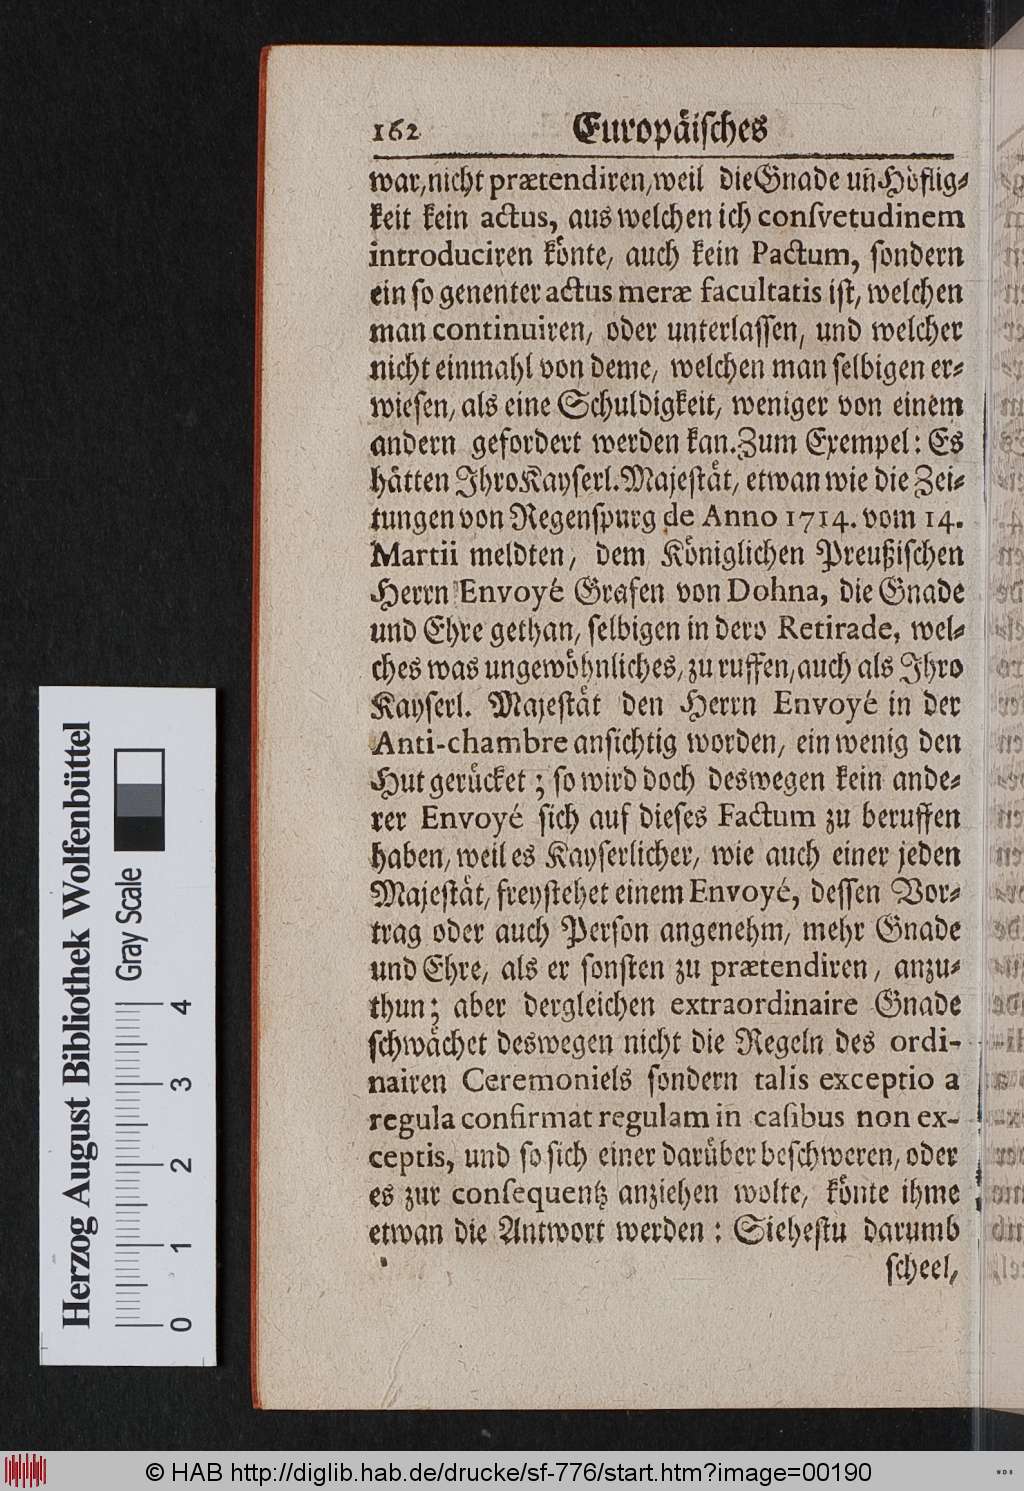 162 Europäisches
war, nicht prætendiren, weil die Gnade uñ Höflig-
keit kein actus, aus welchen ich conſvetudinem
introduciren könte, auch kein Pactum, ſondern
ein ſo genenter actus meræ facultatis iſt, welchen
man continuiren, oder unterlaſſen, und welcher
nicht einmahl von deme, welchen man ſelbigen er-
wieſen, als eine Schuldigkeit, weniger von einem
andern gefordert werden kan. Zum Exempel: Es
hätten Ihro Kayſerl. Majeſtät, etwan wie die Zei-
tungen von Regenſpurg de Anno 1714. vom 14.
Martii meldten, dem Königlichen Preußiſchen
Herrn Envoyé Grafen von Dohna, die Gnade
und Ehre gethan, ſelbigen in dero Retirade, wel-
ches was ungewöhnliches, zu ruffen, auch als Ihro
Kayſerl. Majeſtät den Herrn Envoyé in der
Anti-chambre anſichtig worden, ein wenig den
Hut gerücket; ſo wird doch deswegen kein ande-
rer Envoyé ſich auf dieſes Factum zu beruffen
haben, weil es Kayſerlicher, wie auch einer jeden
Majeſtät, freyſtehet einem Envoyé, deſſen Vor-
trag oder auch Perſon angenehm, mehr Gnade
und Ehre, als er ſonſten zu prætendiren, anzu-
thun; aber dergleichen extraordinaire Gnade
ſchwächet deswegen nicht die Regeln des ordi-
nairen Ceremoniels ſondern talis exceptio a
regula confirmat regulam in caſibus non ex-
ceptis, und ſo ſich einer darüber beſchweren, oder
es zur conſequentz anziehen wolte, könte ihme
etwan die Antwort werden: Sieheſtu darumb
ſcheel,
Herzog August Bibliothek Wolfenbüttel
Gray Scale
0 1 2 3 4
© HAB http://diglib.hab.de/drucke/sf-776/start.htm?image=00190
WDB